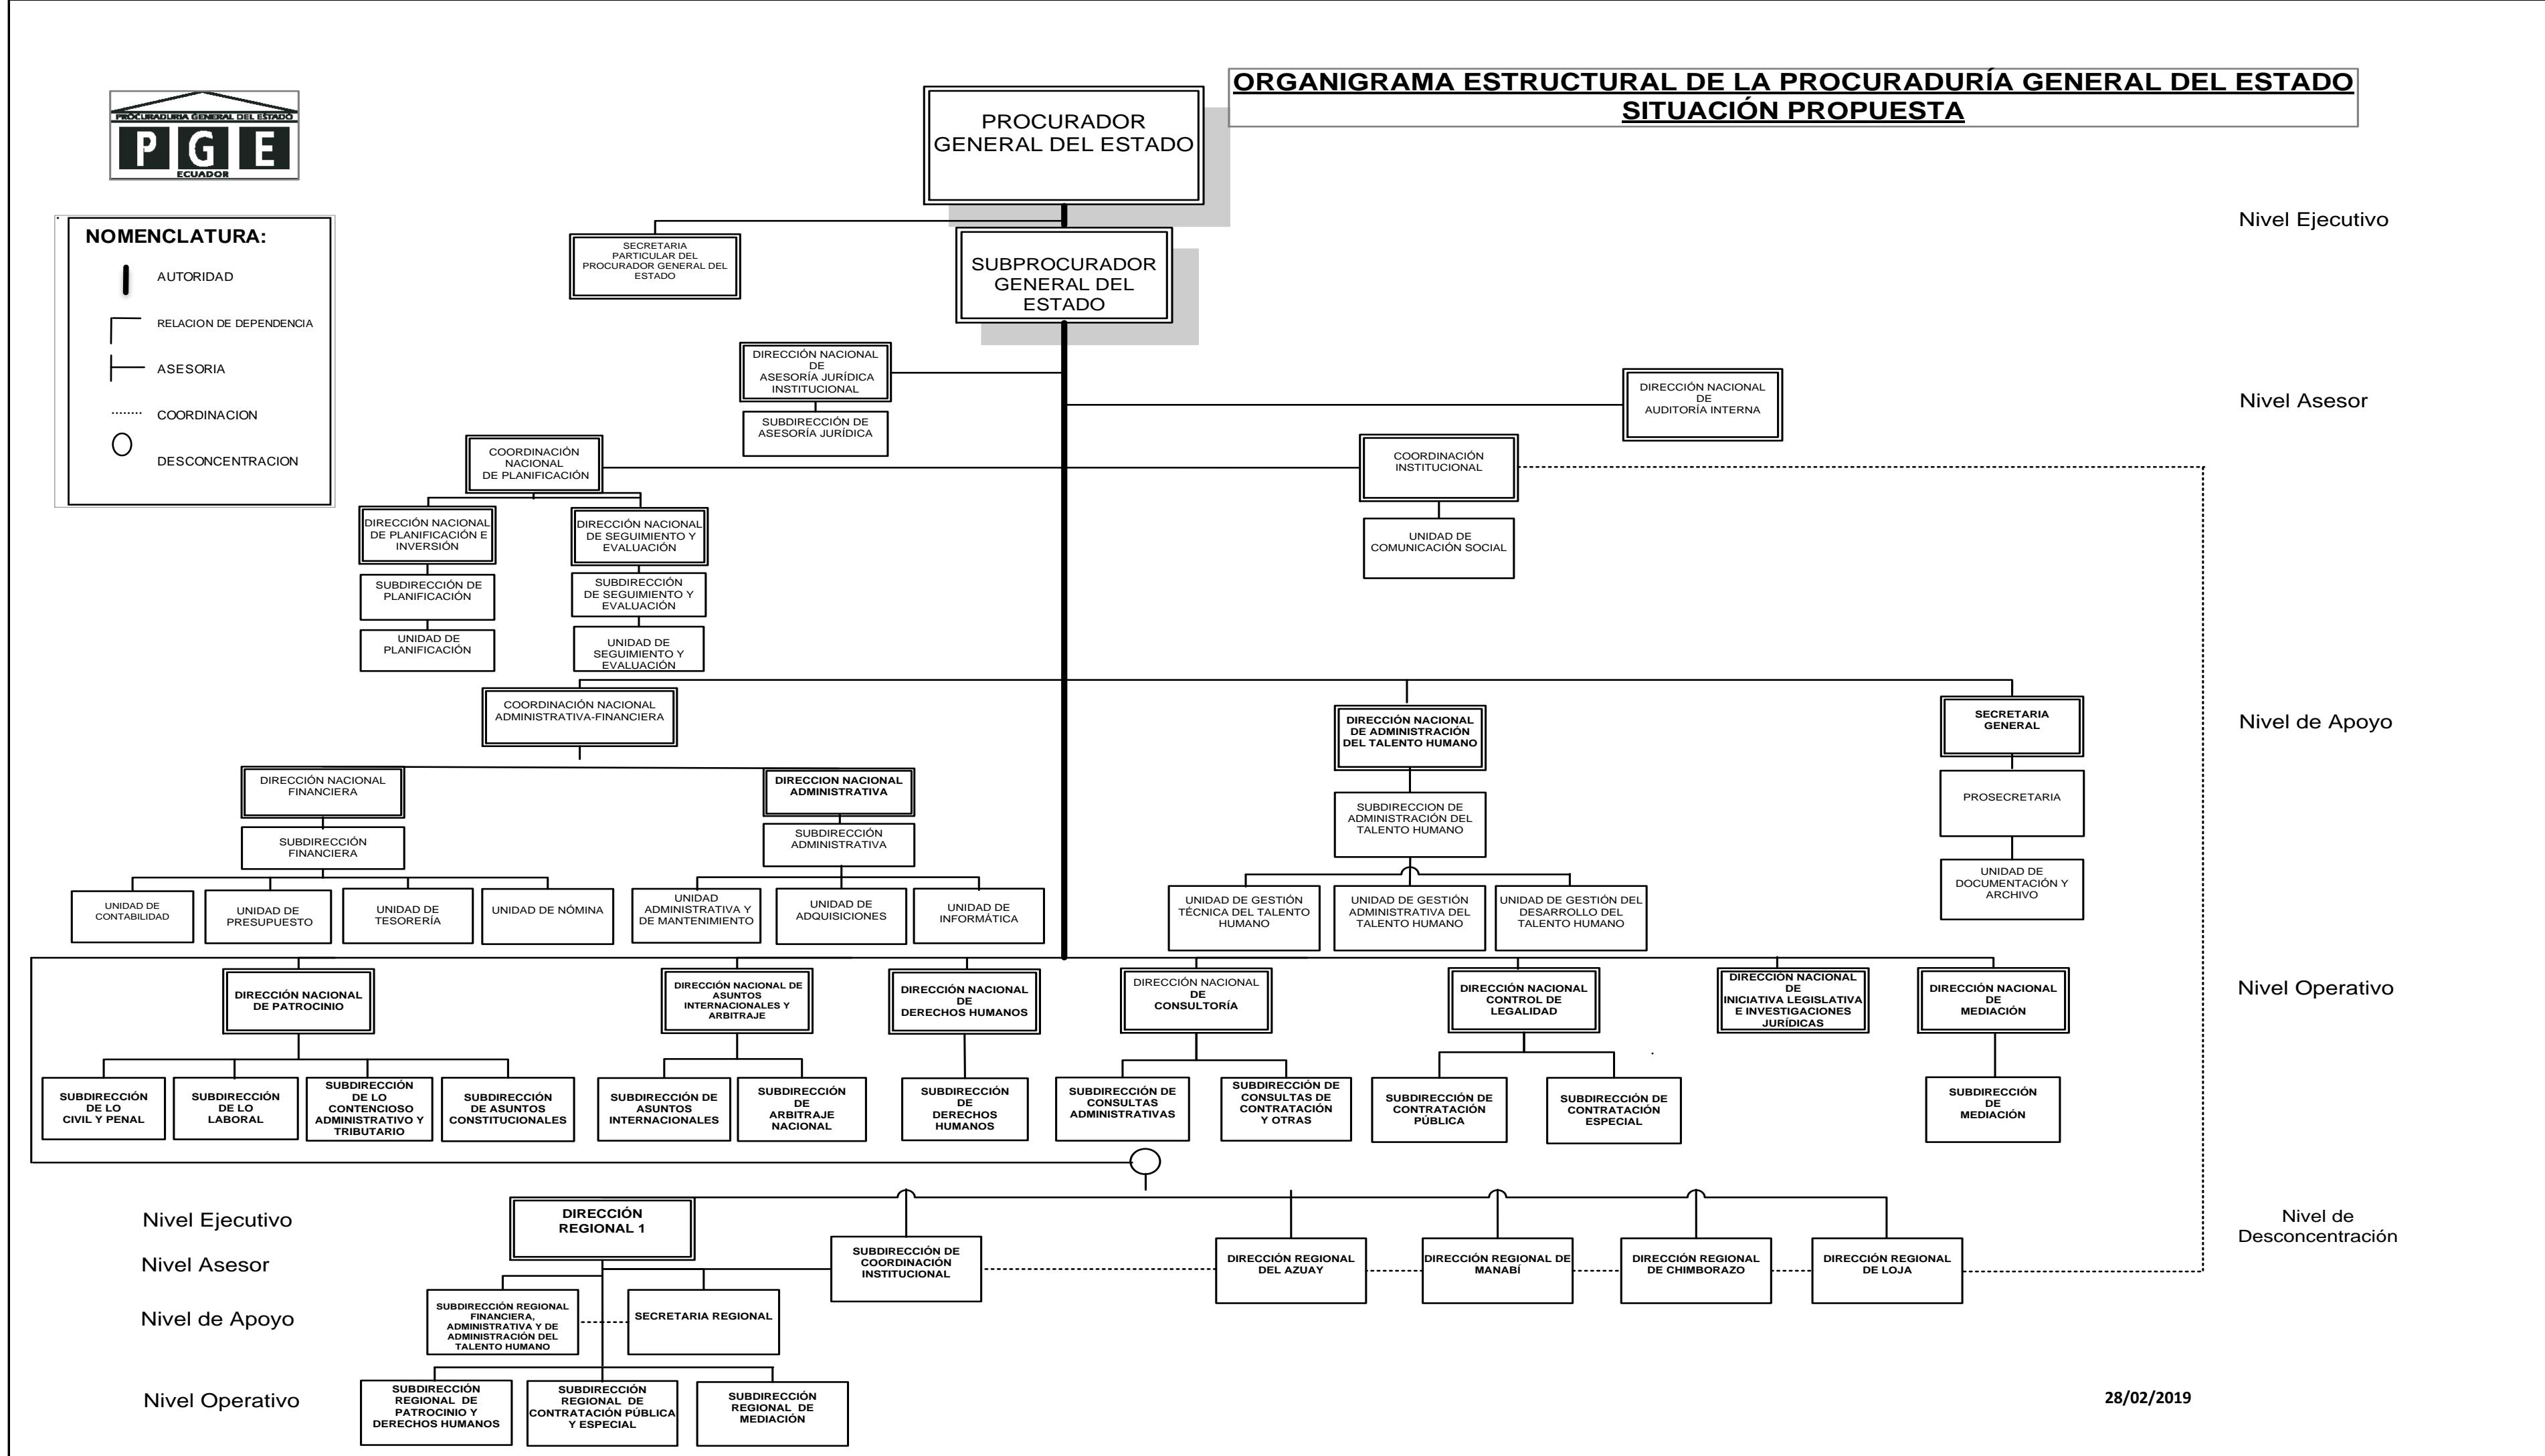 ORGANIGRAMA ESTRUCTURAL DE LA PROCURADURÍA GENERAL DEL ESTADO
SITUACIÓN PROPUESTA
PROCURADURIA GENERAL DEL ESTADO
P G E
ECUADOR
PROCURADOR
GENERAL DEL ESTADO
Nivel Ejecutivo
NOMENCLATURA:
AUTORIDAD
RELACION DE DEPENDENCIA
ASESORIA
COORDINACION
DESCONCENTRACION
SECRETARIA
PARTICULAR DEL
PROCURADOR GENERAL DEL
ESTADO
SUBPROCURADOR
GENERAL DEL
ESTADO
DIRECCIÓN NACIONAL
DE
ASESORÍA JURÍDICA
INSTITUCIONAL
SUBDIRECCIÓN DE
ASESORÍA JURÍDICA
DIRECCIÓN NACIONAL
DE
AUDITORÍA INTERNA
Nivel Asesor
COORDINACIÓN
NACIONAL
DE PLANIFICACIÓN
COORDINACIÓN
INSTITUCIONAL
DIRECCIÓN NACIONAL
DE PLANIFICACIÓN E
INVERSIÓN
DIRECCIÓN NACIONAL
DE SEGUIMIENTO Y
EVALUACIÓN
UNIDAD DE
COMUNICACIÓN SOCIAL
SUBDIRECCIÓN DE
PLANIFICACIÓN
SUBDIRECCIÓN
DE SEGUIMIENTO Y
EVALUACIÓN
UNIDAD DE
PLANIFICACIÓN
UNIDAD DE
SEGUIMIENTO Y
EVALUACIÓN
COORDINACIÓN NACIONAL
ADMINISTRATIVA-FINANCIERA
DIRECCIÓN NACIONAL
DE ADMINISTRACIÓN
DEL TALENTO HUMANO
SECRETARIA
GENERAL
Nivel de Apoyo
DIRECCIÓN NACIONAL
FINANCIERA
DIRECCION NACIONAL
ADMINISTRATIVA
SUBDIRECCION DE
ADMINISTRACIÓN DEL
TALENTO HUMANO
PROSECRETARIA
SUBDIRECCIÓN
FINANCIERA
SUBDIRECCIÓN
ADMINISTRATIVA
UNIDAD DE
CONTABILIDAD
UNIDAD DE
PRESUPUESTO
UNIDAD DE
TESORERÍA
UNIDAD DE NÓMINA
UNIDAD
ADMINISTRATIVA Y
DE MANTENIMIENTO
UNIDAD DE
ADQUISICIONES
UNIDAD DE
INFORMÁTICA
UNIDAD DE GESTIÓN
TÉCNICA DEL TALENTO
HUMANO
UNIDAD DE GESTIÓN
ADMINISTRATIVA DEL
TALENTO HUMANO
UNIDAD DE GESTIÓN DEL
DESARROLLO DEL
TALENTO HUMANO
UNIDAD DE
DOCUMENTACIÓN Y
ARCHIVO
DIRECCIÓN NACIONAL
DE PATROCINIO
DIRECCIÓN NACIONAL DE
ASUNTOS
INTERNACIONALES Y
ARBITRAJE
DIRECCIÓN NACIONAL
DE
DERECHOS HUMANOS
DIRECCIÓN NACIONAL
DE
CONSULTORÍA
DIRECCIÓN NACIONAL
CONTROL DE
LEGALIDAD
DIRECCIÓN NACIONAL
DE
INICIATIVA LEGISLATIVA
E INVESTIGACIONES
JURÍDICAS
DIRECCIÓN NACIONAL
DE
MEDIACIÓN
Nivel Operativo
SUBDIRECCIÓN
DE LO
CIVIL Y PENAL
SUBDIRECCIÓN
DE LO
LABORAL
SUBDIRECCIÓN
DE LO
CONTENCIOSO
ADMINISTRATIVO Y
TRIBUTARIO
SUBDIRECCIÓN
DE ASUNTOS
CONSTITUCIONALES
SUBDIRECCIÓN DE
ASUNTOS
INTERNACIONALES
SUBDIRECCIÓN
DE
ARBITRAJE
NACIONAL
SUBDIRECCIÓN
DE
DERECHOS
HUMANOS
SUBDIRECCIÓN DE
CONSULTAS
ADMINISTRATIVAS
SUBDIRECCIÓN DE
CONSULTAS DE
CONTRATACIÓN
Y OTRAS
SUBDIRECCIÓN DE
CONTRATACIÓN
PÚBLICA
SUBDIRECCIÓN DE
CONTRATACIÓN
ESPECIAL
SUBDIRECCIÓN
DE
MEDIACIÓN
Nivel Ejecutivo
DIRECCIÓN
REGIONAL 1
Nivel de
Desconcentración
Nivel Asesor
SUBDIRECCIÓN DE
COORDINACIÓN
INSTITUCIONAL
DIRECCIÓN REGIONAL
DEL AZUAY
DIRECCIÓN REGIONAL DE
MANABÍ
DIRECCIÓN REGIONAL
DE CHIMBORAZO
DIRECCIÓN REGIONAL
DE LOJA
Nivel de Apoyo
SUBDIRECCIÓN REGIONAL
FINANCIERA,
ADMINISTRATIVA Y DE
ADMINISTRACIÓN DEL
TALENTO HUMANO
SECRETARIA REGIONAL
Nivel Operativo
SUBDIRECCIÓN
REGIONAL DE
PATROCINIO Y
DERECHOS HUMANOS
SUBDIRECCIÓN
REGIONAL DE
CONTRATACIÓN PÚBLICA
Y ESPECIAL
SUBDIRECCIÓN
REGIONAL DE
MEDIACIÓN
28/02/2019